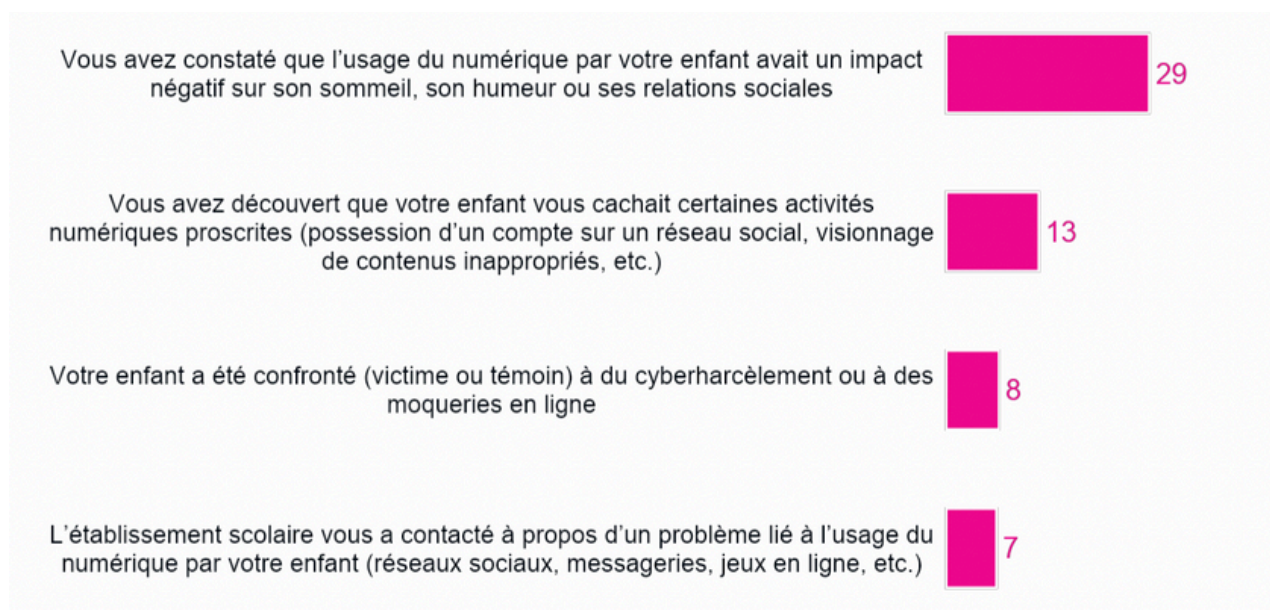 Vous avez constaté que l’usage du numérique par votre enfant avait un impact
négatif sur son sommeil, son humeur ou ses relations sociales
29
Vous avez découvert que votre enfant vous cachait certaines activités
numériques proscrites (possession d’un compte sur un réseau social, visionnage
de contenus inappropriés, etc.)
13
Votre enfant a été confronté (victime ou témoin) à du cyberharcèlement ou à des
moqueries en ligne
8
L’établissement scolaire vous a contacté à propos d’un problème lié à l’usage du
numérique par votre enfant (réseaux sociaux, messageries, jeux en ligne, etc.)
7